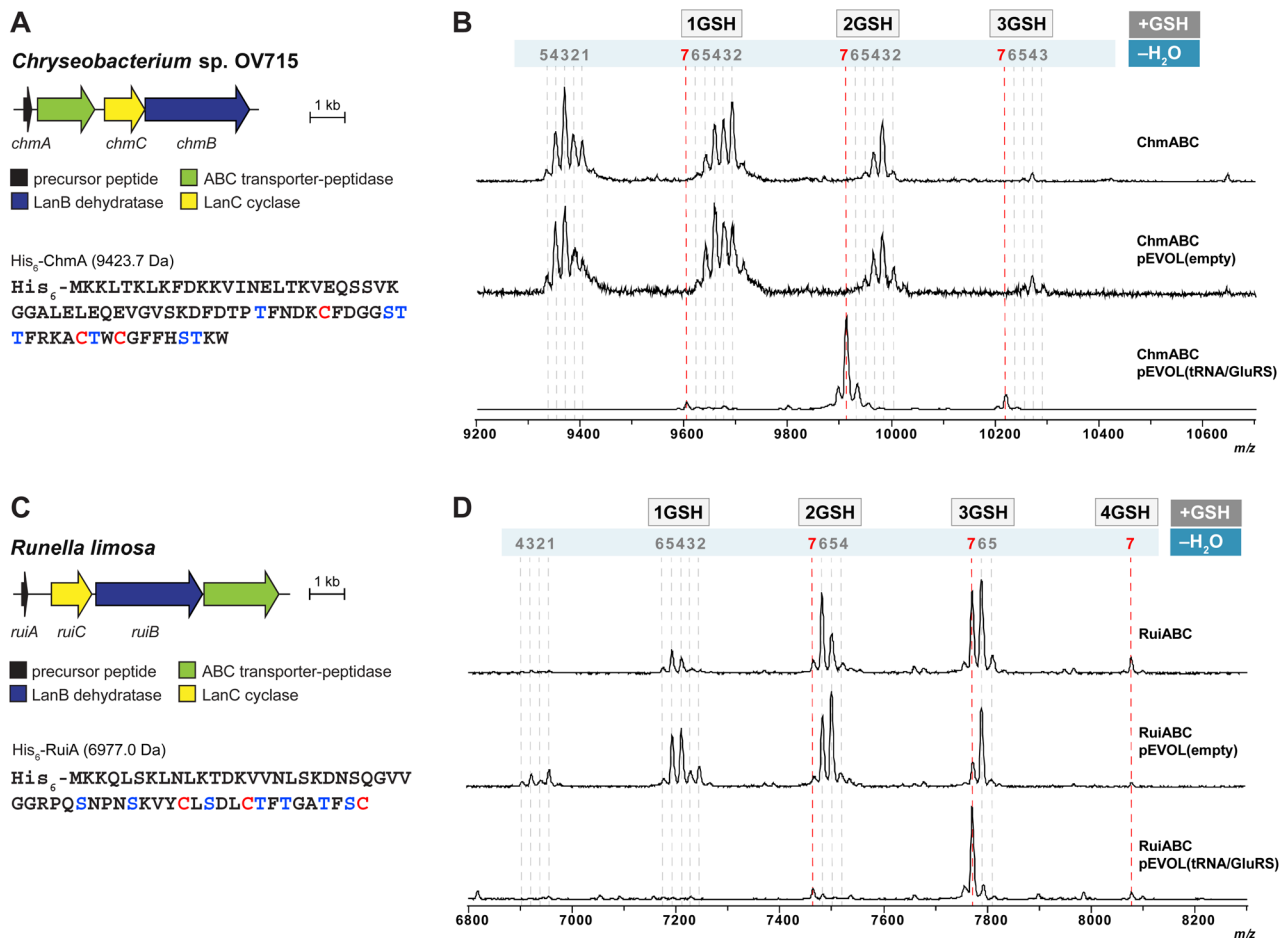 A
Chryseobacterium sp. OV715
1 kb
chmA chmC chmB
precursor peptide ABC transporter-peptidase
LanB dehydratase LanC cyclase
His6-ChmA (9423.7 Da)
His6-MKKLTKLKFDKKVINELTKVEQSSVK
GGALELEQEVGVSKDFDTPTFNDKCFDGGST
TFRKACTWCGFFHSTKW
B
1GSH 2GSH 3GSH +GSH
54321 765432 765432 76543 –H2O
ChmABC
ChmABC
pEVOL(empty)
ChmABC
pEVOL(tRNA/GluRS)
9200 9400 9600 9800 10000 10200 10400 10600
m/z
C
Runella limosa
1 kb
ruiA ruiC ruiB
precursor peptide ABC transporter-peptidase
LanB dehydratase LanC cyclase
His6-RuiA (6977.0 Da)
His6-MKKQLSKLNLKTDKVVNLSKDNSQGVV
GGRPQSNPNSKVYCLSDLCTFTGATFSC
D
1GSH 2GSH 3GSH 4GSH +GSH
4321 65432 7654 765 7 –H2O
RuiABC
RuiABC
pEVOL(empty)
RuiABC
pEVOL(tRNA/GluRS)
6800 7000 7200 7400 7600 7800 8000 8200
m/z